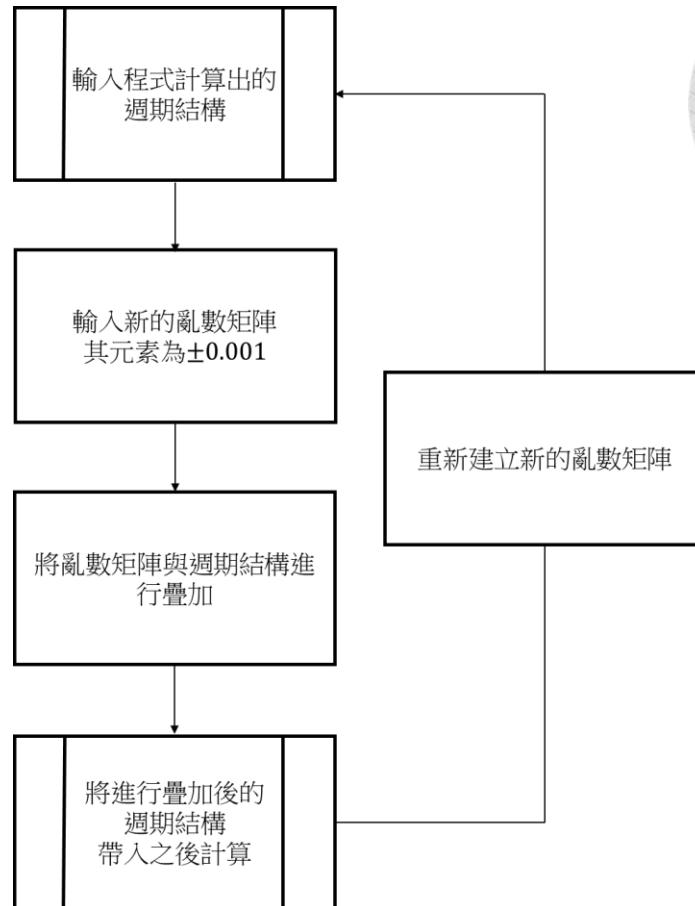 輸入程式計算出的
週期結構
輸入新的亂數矩陣
其元素為±0.001
重新建立新的亂數矩陣
將亂數矩陣與週期結構進
行疊加
將進行疊加後的
週期結構
帶入之後計算